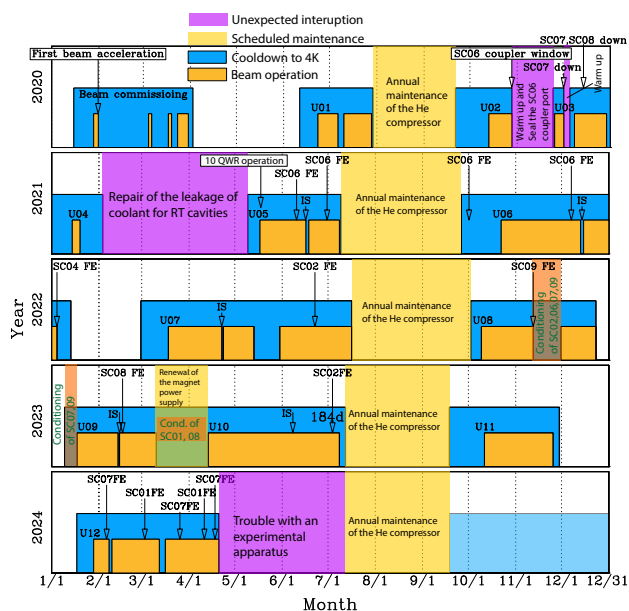 Unexpected interuption
Scheduled maintenance
Cooldown to 4K
Beam operation
SC07,SC08 down
First beam acceleration
SC06 coupler window
SC07 down
Warm up
2020
Beam commissioing
U01
Annual
maintenance
of the He
compressor
U02
Warm up and
Seal the SC06
coupler port
U03
10 QWR operation
SC06 FE
SC06 FE
SC06 FE
SC06 FE
2021
Repair of the leakage of
coolant for RT cavities
IS
Annual maintenance
of the He compressor
IS
U04
U05
U06
SC04 FE
SC02 FE
SC09 FE
2022
IS
U07
Annual maintenance
of the He compressor
U08
Conditioning
of SC02,06,07,09
Year
SC08 FE
Renewal of
the magnet
power
supply
SC02FE
2023
Conditioning
of SC07,09
IS
IS
184d
U09
Cond. of
SC01, 08
U10
Annual maintenance
of the He compressor
U11
SC07FE
SC07FE
SC01FE
SC01FE
SC07FE
2024
U12
Trouble with an
experimental
apparatus
Annual maintenance
of the He compressor
1/1 2/1 3/1 4/1 5/1 6/1 7/1 8/1 9/1 10/1 11/1 12/1 12/31
Month